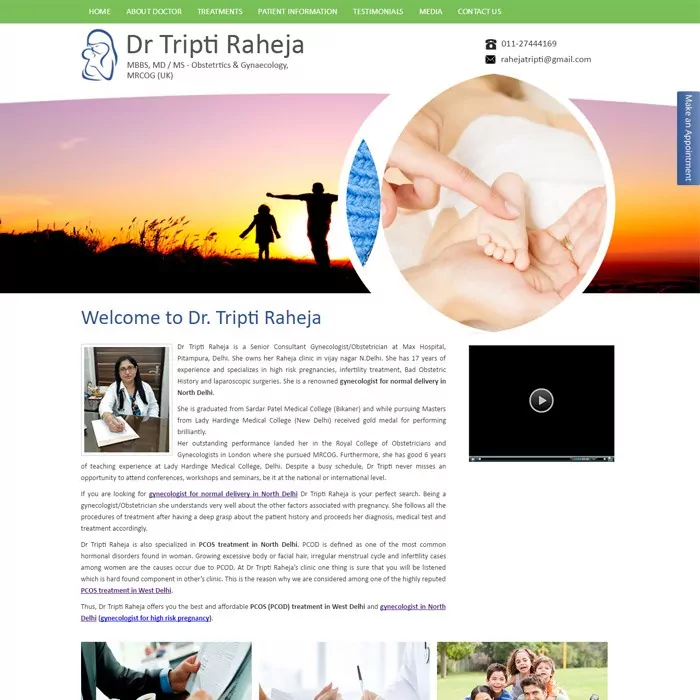 HOME ABOUT DOCTOR TREATMENTS PATIENT INFORMATION TESTIMONIALS MEDIA CONTACT US
Dr Tripti Raheja
MBBS, MD / MS - Obstetrtics & Gynaecology,
MRCOG (UK)
011-27444169
rahejatripti@gmail.com
Make an Appointment
Welcome to Dr. Tripti Raheja
Dr Tripti Raheja is a Senior Consultant Gynecologist/Obstetrician at Max Hospital,
Pitampura, Delhi. She owns her Raheja clinic in vijay nagar N.Delhi. She has 17 years of
experience and specializes in high risk pregnancies, infertility treatment, Bad Obstetric
History and laparoscopic surgeries. She is a renowned gynecologist for normal delivery in
North Delhi.
She is graduated from Sardar Patel Medical College (Bikaner) and while pursuing Masters
from Lady Hardinge Medical College (New Delhi) received gold medal for performing
brilliantly.
Her outstanding performance landed her in the Royal College of Obstetricians and
Gynecologists in London where she pursued MRCOG. Furthermore, she has good 6 years
of teaching experience at Lady Hardinge Medical College, Delhi. Despite a busy schedule, Dr Tripti never misses an
opportunity to attend conferences, workshops and seminars, be it at the national or international level.
If you are looking for gynecologist for normal delivery in North Delhi Dr Tripti Raheja is your perfect search. Being a
gynecologist/Obstetrician she understands very well about the other factors associated with pregnancy. She follows all the
procedures of treatment after having a deep grasp about the patient history and proceeds her diagnosis, medical test and
treatment accordingly.
Dr Tripti Raheja is also specialized in PCOS treatment in North Delhi. PCOD is defined as one of the most common
hormonal disorders found in woman. Growing excessive body or facial hair, irregular menstrual cycle and infertility cases
among women are the causes occur due to PCOD. At Dr Tripti Raheja's clinic one thing is sure that you will be listened
which is hard found component in other's clinic. This is the reason why we are considered among one of the highly reputed
PCOS treatment in West Delhi.
Thus, Dr Tripti Raheja offers you the best and affordable PCOS (PCOD) treatment in West Delhi and gynecologist in North
Delhi (gynecologist for high risk pregnancy).